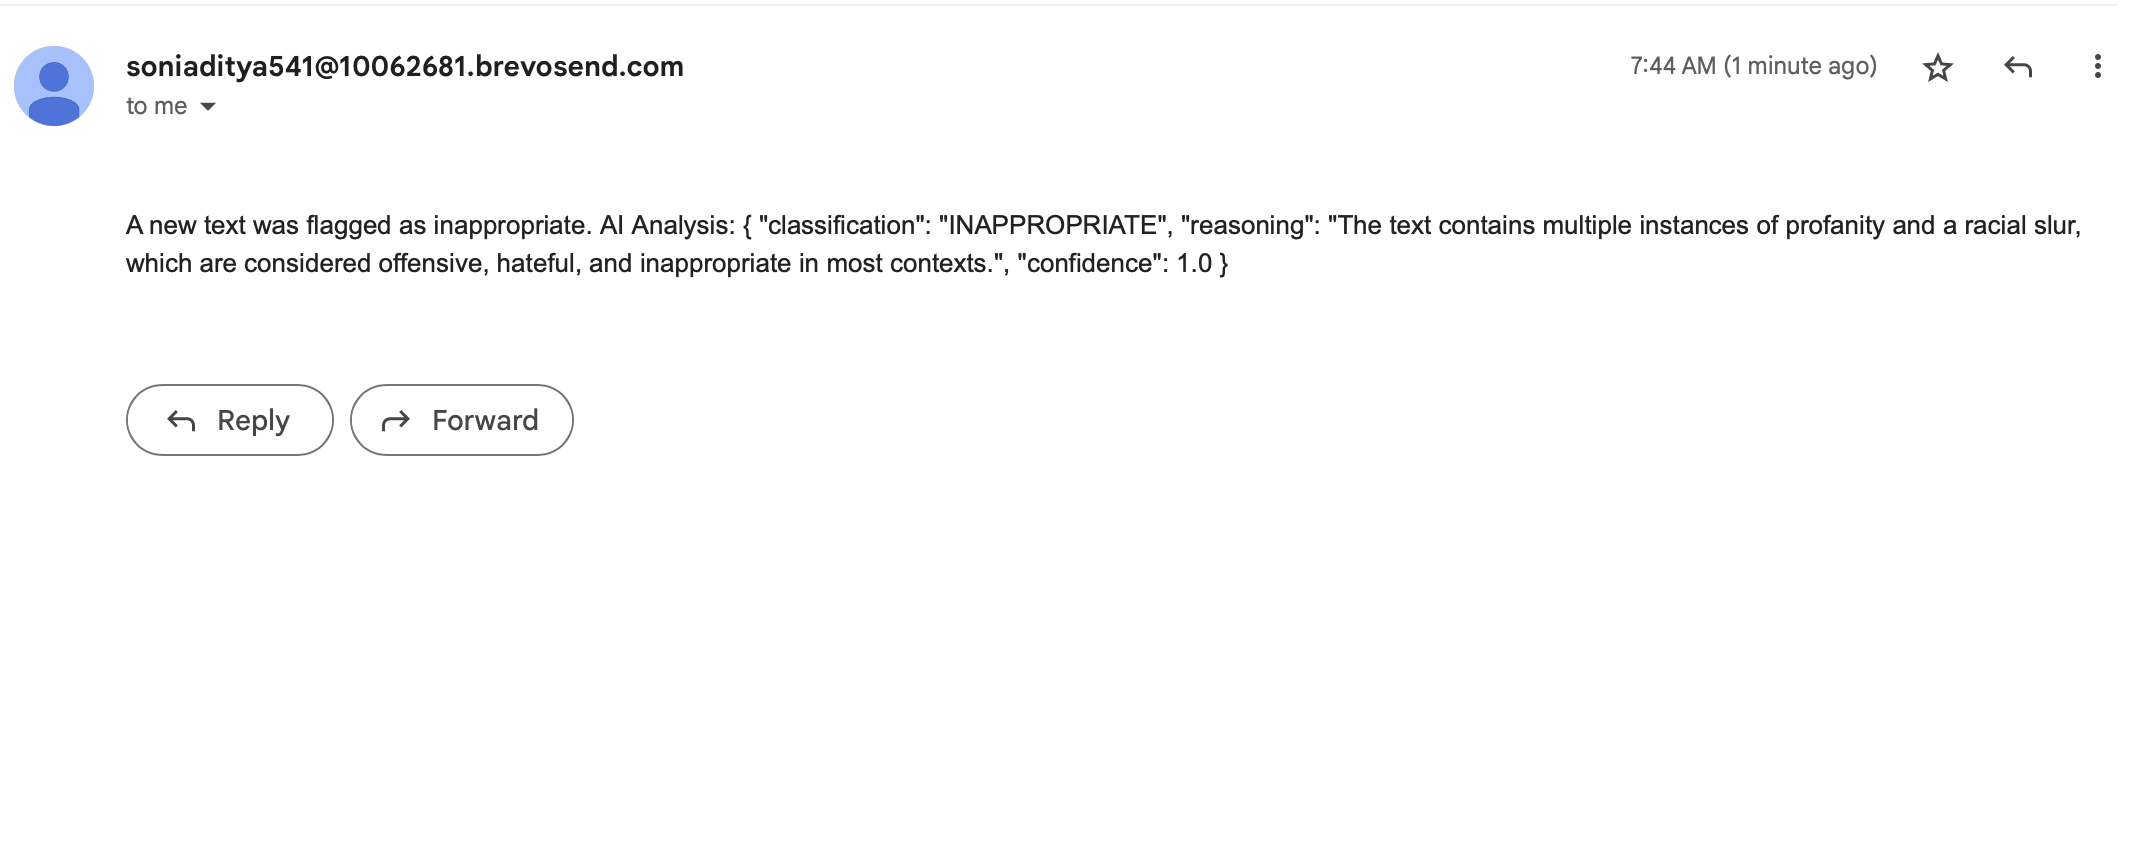 soniaditya541@10062681.brevosend.com
7:44 AM (1 minute ago)
to me
A new text was flagged as inappropriate. AI Analysis: { "classification": "INAPPROPRIATE", "reasoning": "The text contains multiple instances of profanity and a racial slur,
which are considered offensive, hateful, and inappropriate in most contexts.", "confidence": 1.0 }
Reply
Forward